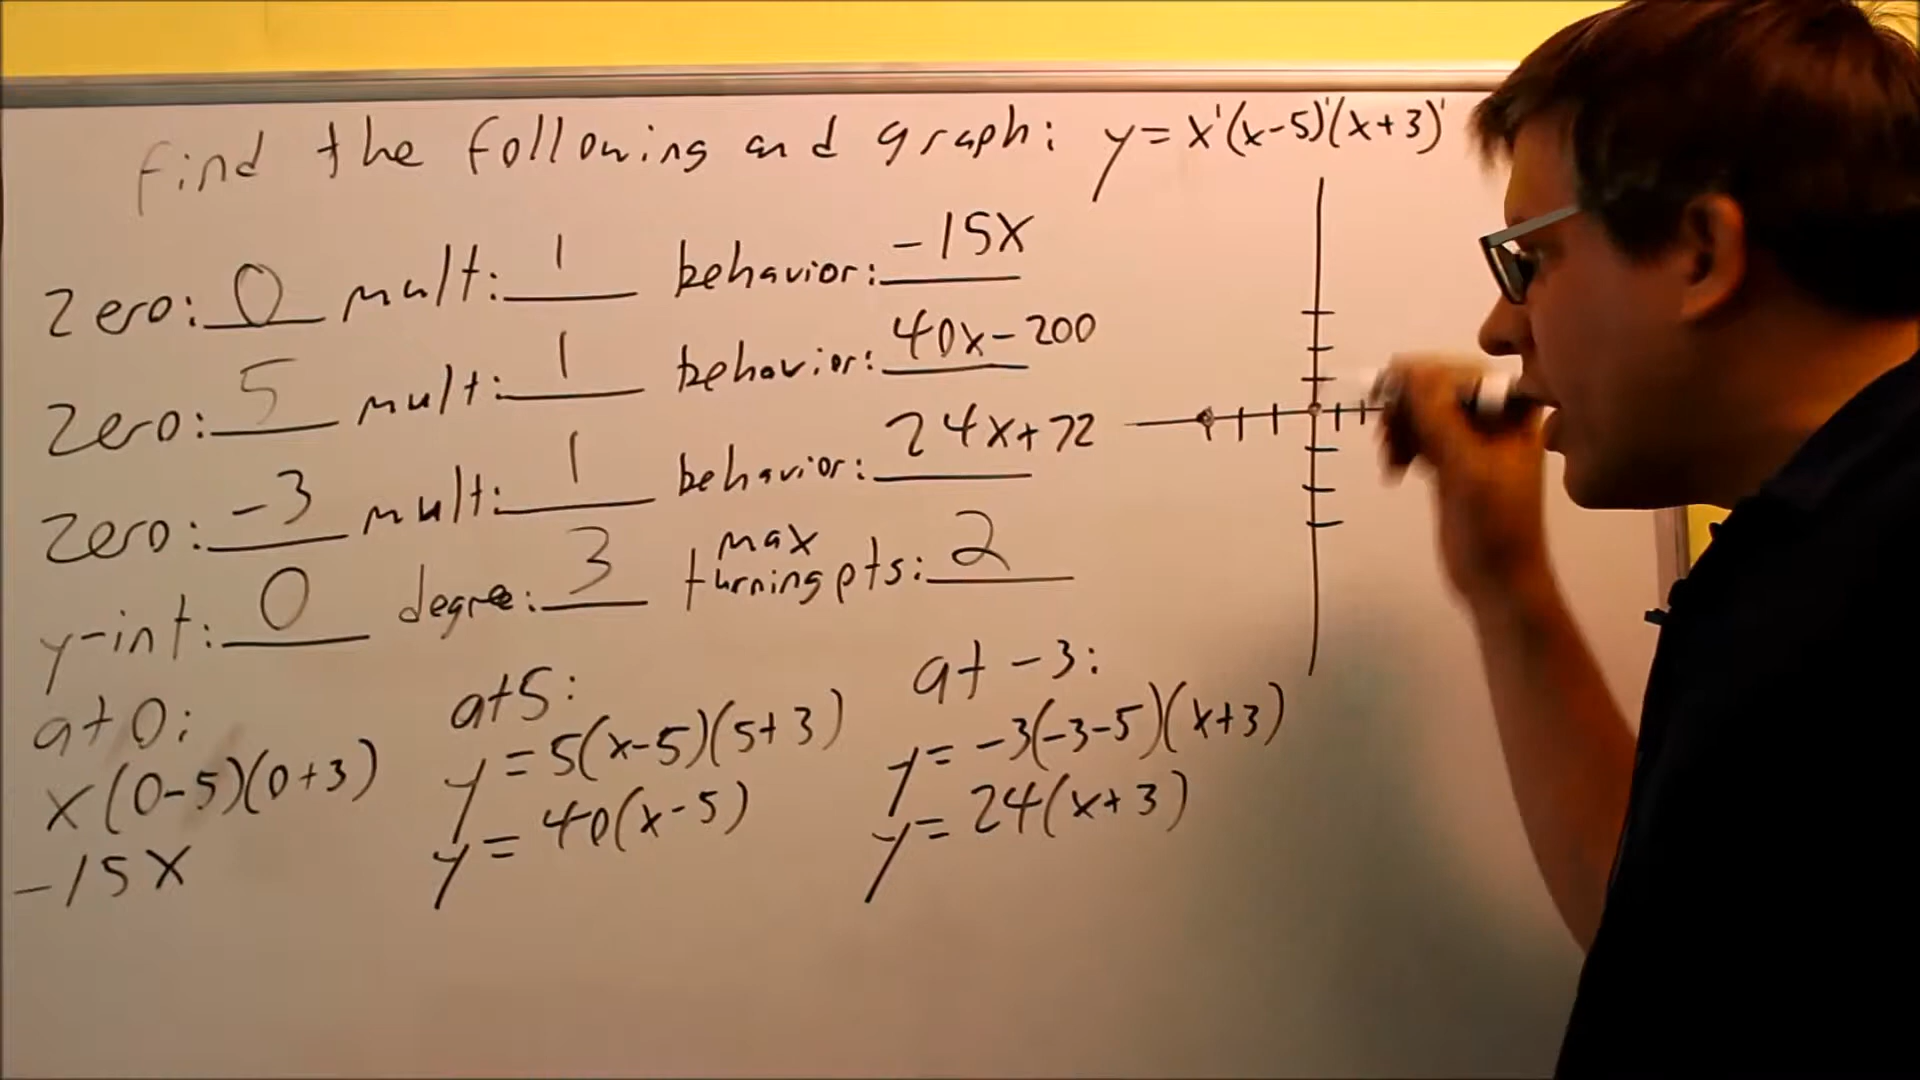 find the following and graph: y = x¹(x-5)¹(x+3)¹
zero: 0 mult: 1 behavior: -15x
zero: 5 mult: 1 behavior: 40x-200
zero: -3 mult: 1 behavior: 24x+72
y-int: 0 degree: 3 max turning pts: 2
at 0:
x(0-5)(0+3)
-15x
at 5:
y = 5(x-5)(5+3)
y = 40(x-5)
at -3:
y = -3(-3-5)(x+3)
y = 24(x+3)